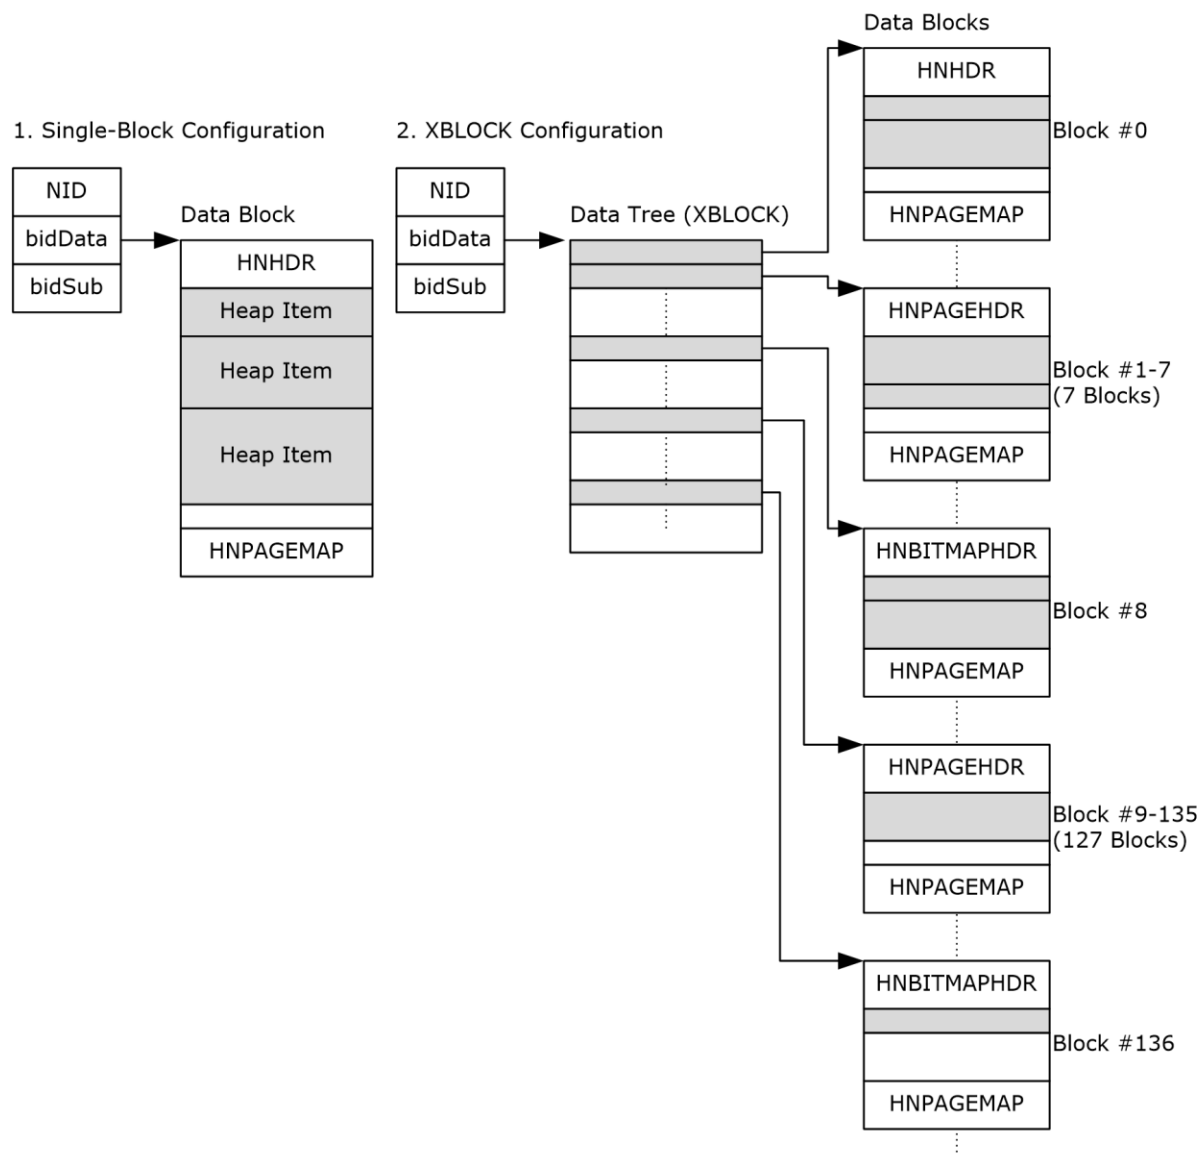 1. Single-Block Configuration
NID
bidData
bidSub
Data Block
HNHDR
Heap Item
Heap Item
Heap Item
HNPAGEMAP
2. XBLOCK Configuration
NID
bidData
bidSub
Data Tree (XBLOCK)
Data Blocks
HNHDR
HNPAGEMAP
Block #0
HNPAGEHDR
HNPAGEMAP
Block #1-7
(7 Blocks)
HNBITMAPHDR
HNPAGEMAP
Block #8
HNPAGEHDR
HNPAGEMAP
Block #9-135
(127 Blocks)
HNBITMAPHDR
HNPAGEMAP
Block #136